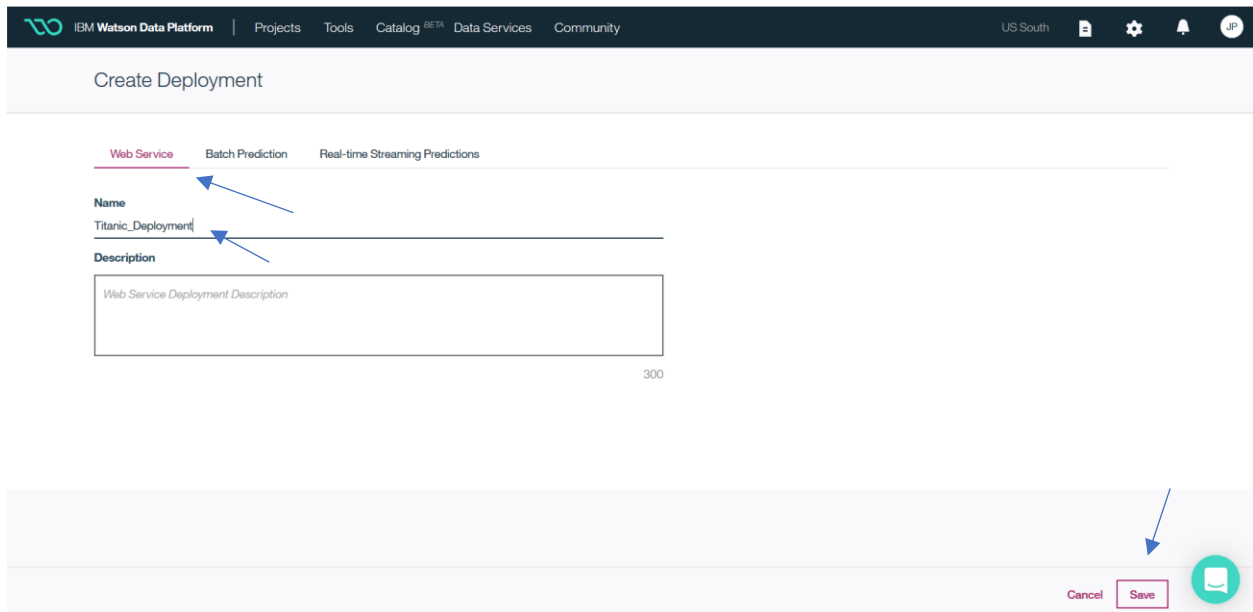 IBM Watson Data Platform | Projects Tools Catalog BETA Data Services Community US South JP
Create Deployment
Web Service Batch Prediction Real-time Streaming Predictions
Name
Titanic_Deployment
Description
Web Service Deployment Description
300
Cancel Save